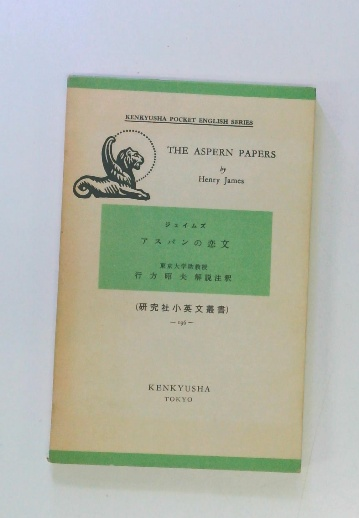 KENKYUSHA POCKET ENGLISH SERIES
THE ASPERN PAPERS
by
Henry James
ジェイムズ
アスパンの恋文
東京大学助教授
行方昭夫 解説注釈
(研究社小英文叢書)
— 196 —
KENKYUSHA
TOKYO